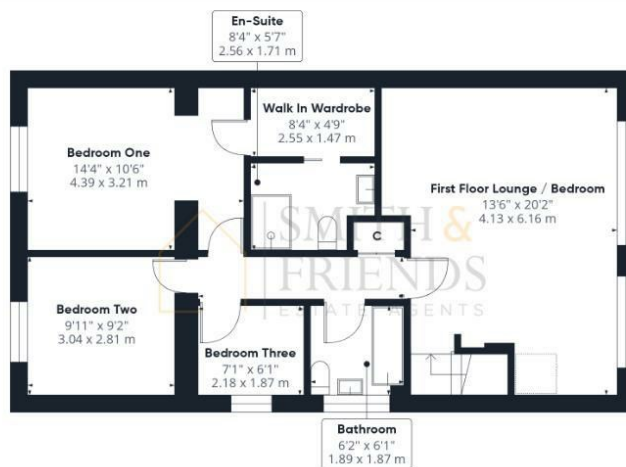 En-Suite
8'4" x 5'7"
2.56 x 1.71 m
Walk In Wardrobe
8'4" x 4'9"
2.55 x 1.47 m
Bedroom One
14'4" x 10'6"
4.39 x 3.21 m
First Floor Lounge / Bedroom
13'6" x 20'2"
4.13 x 6.16 m
SMITH &
FRIENDS
ESTATE AGENTS
C
Bedroom Two
9'11" x 9'2"
3.04 x 2.81 m
Bedroom Three
7'1" x 6'1"
2.18 x 1.87 m
Bathroom
6'2" x 6'1"
1.89 x 1.87 m